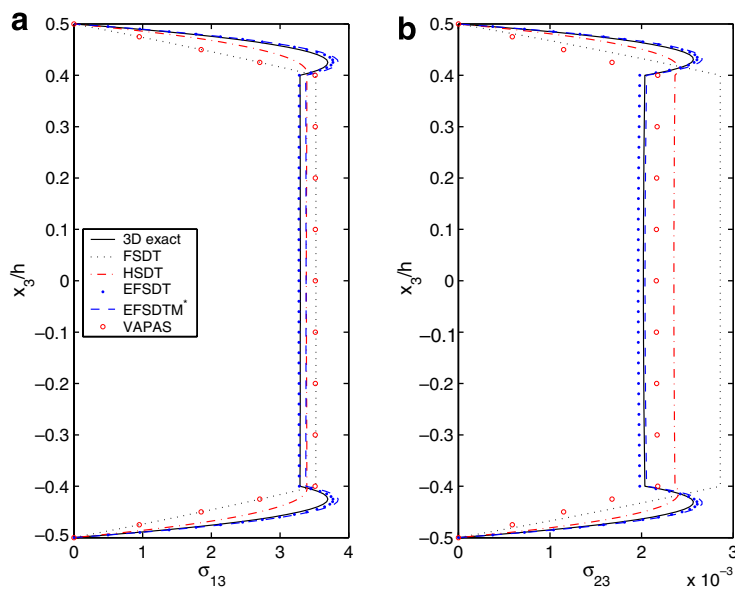 a
0.5
0.4
0.3
0.2
0.1
0
−0.1
−0.2
−0.3
−0.4
−0.5
x3/h
3D exact
FSDT
HSDT
EFSDT
EFSDTM*
VAPAS
0 1 2 3 4
σ13
b
0.5
0.4
0.3
0.2
0.1
0
−0.1
−0.2
−0.3
−0.4
−0.5
x3/h
0 1 2 3
σ23
x 10−3